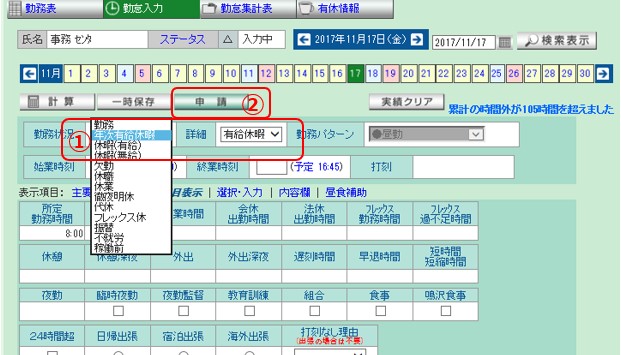 勤務表 勤怠入力 勤怠集計表 有休情報
氏名 事務 センタ ステータス △ 入力中 2017年11月17日(金) 2017/11/17 検索表示
11月 1 2 3 4 5 6 7 8 9 10 11 12 13 14 15 16 17 18 19 20 21 22 23 24 25 26 27 28 29 30
計算 一時保存 申請 ② 実績クリア 累計の時間外が105時間を超えました
① 勤務状況 詳細 有給休暇 勤務パターン ●受勤
勤務
年次有給休暇
休暇(有給)
休暇(無給)
欠勤
休職
休業
徹夜明休
代休
フレックス休
振替
不就労
稼働前
始業時刻 終業時刻 (予定 16:45) 打刻
表示項目: 主要 日表示 | 選択・入力 | 内容欄 | 昼食補助
所定勤務時間 業時間 会休出勤時間 法休出勤時間 フレックス勤務時間 フレックス過不足時間
8:00
休憩 休憩深夜 外出 外出深夜 遅刻時間 早退時間 短時間短縮時間
夜勤 臨時夜勤 夜勤監督 教育訓練 組合 食事 鳴沢食事
24時間超 日帰出張 宿泊出張 海外出張 打刻なし理由
(出張の場合は不要)